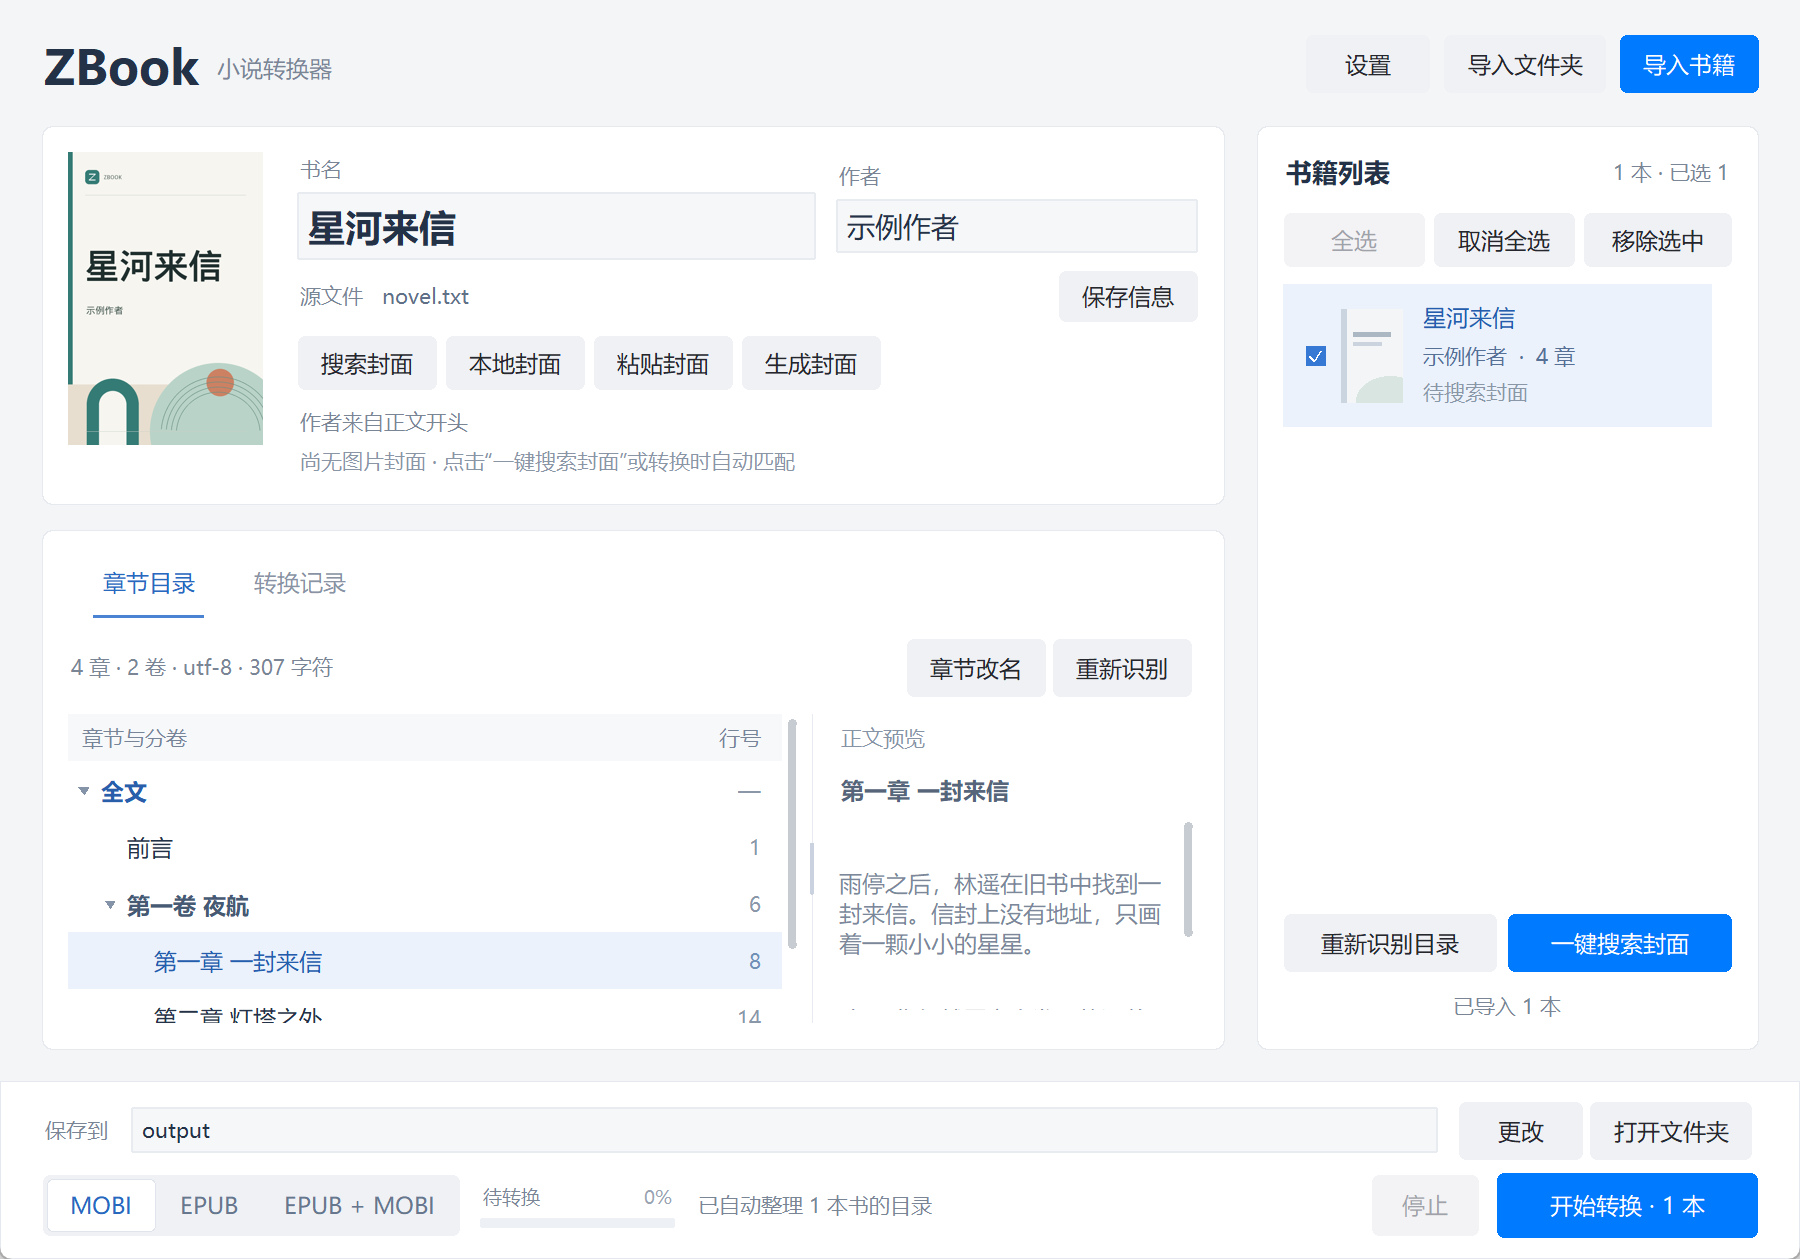 ZBook 小说转换器
设置 导入文件夹 导入书籍
ZBOOK
星河来信
示例作者
书名
星河来信
作者
示例作者
源文件 novel.txt
保存信息
搜索封面 本地封面 粘贴封面 生成封面
作者来自正文开头
尚无图片封面 · 点击“一键搜索封面”或转换时自动匹配
书籍列表 1 本 · 已选 1
全选 取消全选 移除选中
星河来信
示例作者 · 4 章
待搜索封面
重新识别目录 一键搜索封面
已导入 1 本
章节目录 转换记录
4 章 · 2 卷 · utf-8 · 307 字符
章节改名 重新识别
章节与分卷 行号
全文 —
前言 1
第一卷 夜航 6
第一章 一封来信 8
第二章 灯塔之外 14
正文预览
第一章 一封来信
雨停之后，林遥在旧书中找到一
封来信。信封上没有地址，只画
着一颗小小的星星。
保存到 output
更改 打开文件夹
MOBI EPUB EPUB + MOBI
待转换 0%
已自动整理 1 本书的目录
停止 开始转换 · 1 本